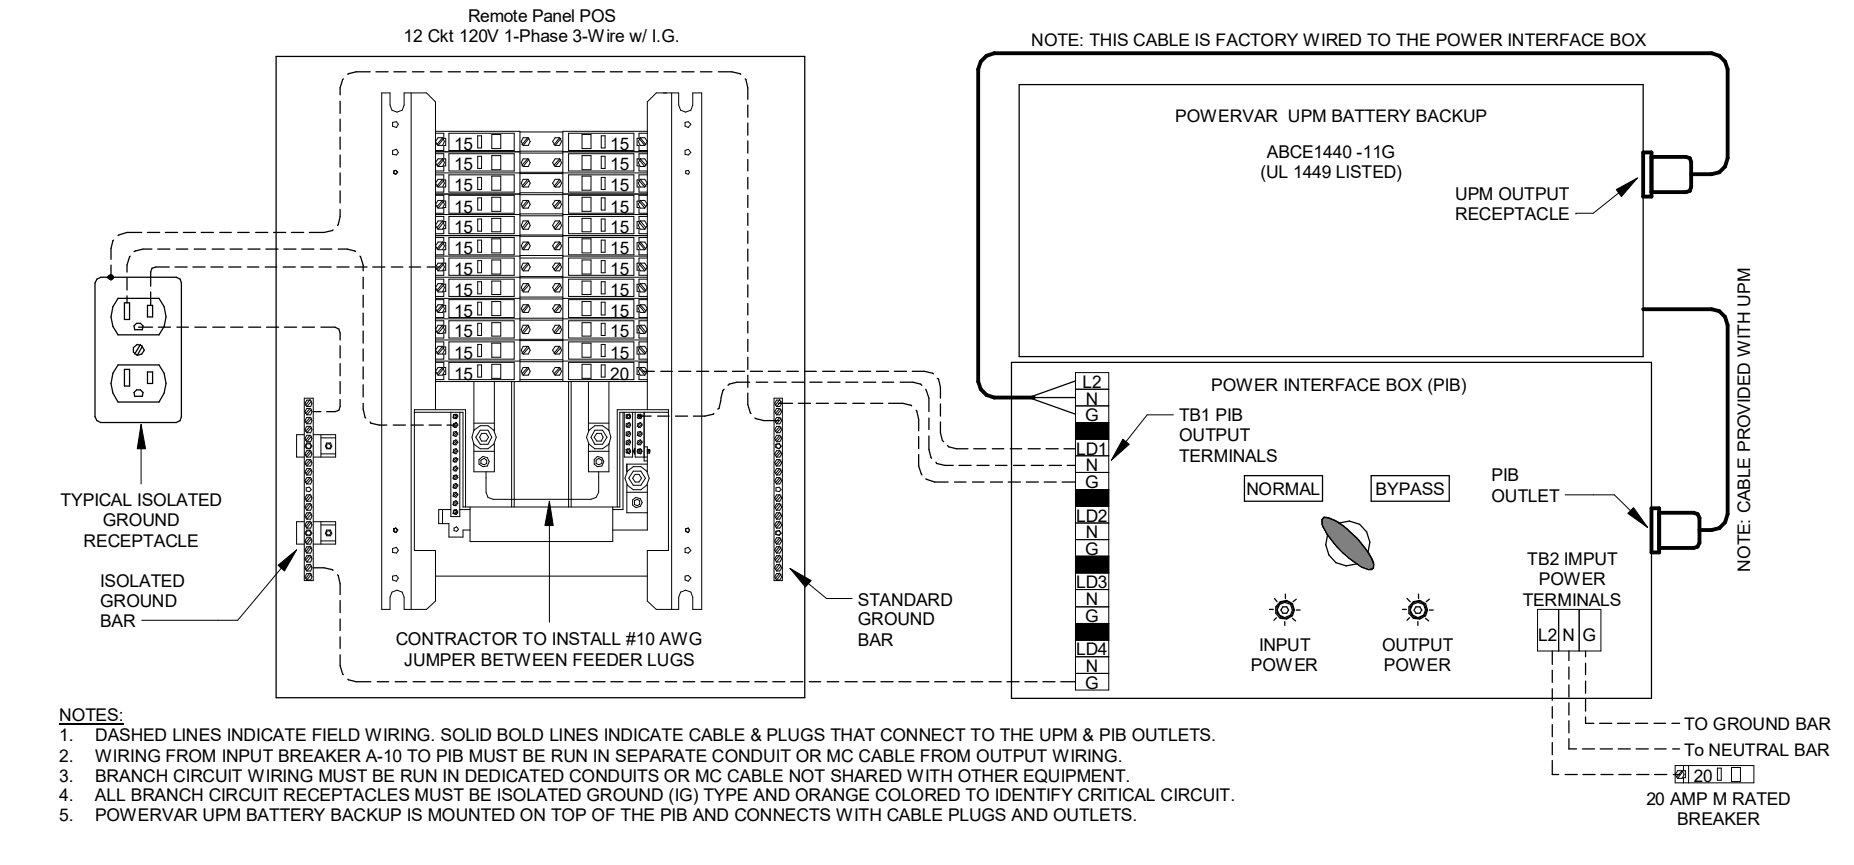 Remote Panel POS
12 Ckt 120V 1-Phase 3-Wire w/ I.G.
NOTE: THIS CABLE IS FACTORY WIRED TO THE POWER INTERFACE BOX
POWERVAR UPM BATTERY BACKUP
ABCE1440 -11G
(UL 1449 LISTED)
UPM OUTPUT
RECEPTACLE
NOTE: CABLE PROVIDED WITH UPM
15 15
15 15
15 15
15 15
15 15
15 15
15 15
15 15
15 15
15 15
15 15
15 20
TYPICAL ISOLATED
GROUND
RECEPTACLE
ISOLATED
GROUND
BAR
CONTRACTOR TO INSTALL #10 AWG
JUMPER BETWEEN FEEDER LUGS
STANDARD
GROUND
BAR
POWER INTERFACE BOX (PIB)
L2
N
G
LD1
N
G
LD2
N
G
LD3
N
G
LD4
N
G
TB1 PIB
OUTPUT
TERMINALS
NORMAL
BYPASS
PIB
OUTLET
INPUT
POWER
OUTPUT
POWER
TB2 IMPUT
POWER
TERMINALS
L2 N G
TO GROUND BAR
To NEUTRAL BAR
20
20 AMP M RATED
BREAKER
NOTES:
1. DASHED LINES INDICATE FIELD WIRING. SOLID BOLD LINES INDICATE CABLE & PLUGS THAT CONNECT TO THE UPM & PIB OUTLETS.
2. WIRING FROM INPUT BREAKER A-10 TO PIB MUST BE RUN IN SEPARATE CONDUIT OR MC CABLE FROM OUTPUT WIRING.
3. BRANCH CIRCUIT WIRING MUST BE RUN IN DEDICATED CONDUITS OR MC CABLE NOT SHARED WITH OTHER EQUIPMENT.
4. ALL BRANCH CIRCUIT RECEPTACLES MUST BE ISOLATED GROUND (IG) TYPE AND ORANGE COLORED TO IDENTIFY CRITICAL CIRCUIT.
5. POWERVAR UPM BATTERY BACKUP IS MOUNTED ON TOP OF THE PIB AND CONNECTS WITH CABLE PLUGS AND OUTLETS.